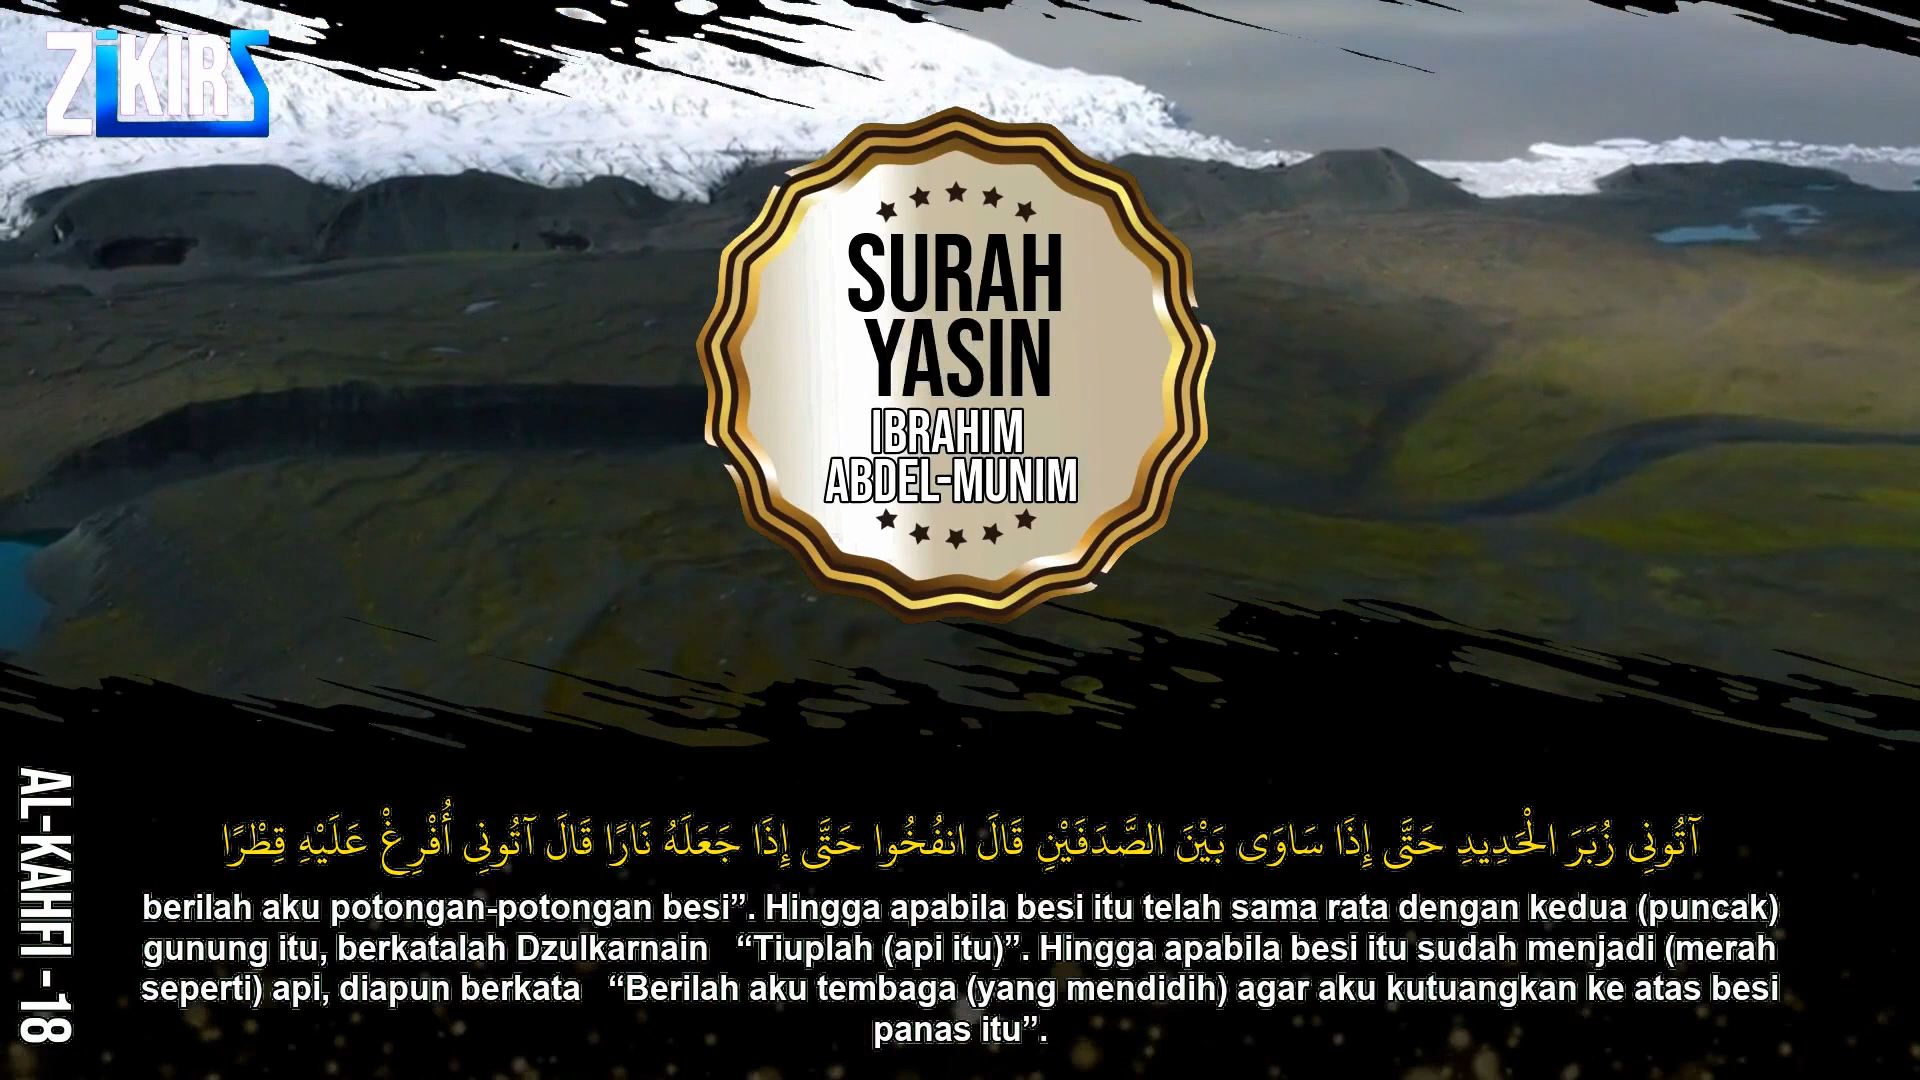 ZiKIRS
SURAH
YASIN
IBRAHIM
ABDEL-MUNIM
AL-KAHFI - 18
آتُونِي زُبَرَ الْحَدِيدِ حَتَّى إِذَا سَاوَى بَيْنَ الصَّدَفَيْنِ قَالَ انفُخُوا حَتَّى إِذَا جَعَلَهُ نَارًا قَالَ آتُونِي أُفْرِغْ عَلَيْهِ قِطْرًا
berilah aku potongan-potongan besi”. Hingga apabila besi itu telah sama rata dengan kedua (puncak)
gunung itu, berkatalah Dzulkarnain “Tiuplah (api itu)”. Hingga apabila besi itu sudah menjadi (merah
seperti) api, diapun berkata “Berilah aku tembaga (yang mendidih) agar aku kutuangkan ke atas besi
panas itu”.